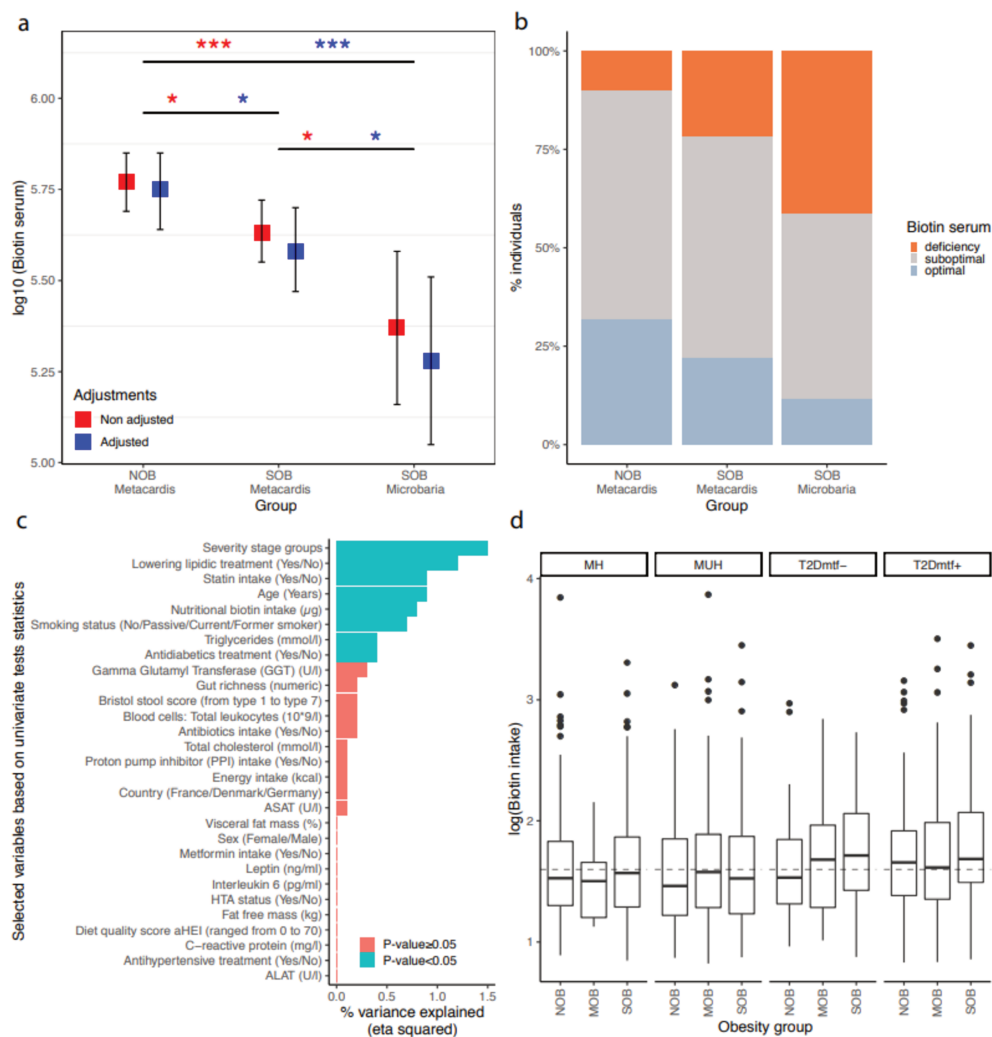 a
***
***
*
*
*
*
6.00
5.75
5.50
5.25
5.00
log10 (Biotin serum)
Adjustments
Non adjusted
Adjusted
NOB
Metacardis
SOB
Metacardis
SOB
Microbaria
Group
b
100%
75%
50%
25%
0%
% individuals
NOB
Metacardis
SOB
Metacardis
SOB
Microbaria
Group
Biotin serum
deficiency
suboptimal
optimal
c
Selected variables based on univariate tests statistics
Severity stage groups
Lowering lipidic treatment (Yes/No)
Statin intake (Yes/No)
Age (Years)
Nutritional biotin intake (µg)
Smoking status (No/Passive/Current/Former smoker)
Triglycerides (mmol/l)
Antidiabetics treatment (Yes/No)
Gamma Glutamyl Transferase (GGT) (U/l)
Gut richness (numeric)
Bristol stool score (from type 1 to type 7)
Blood cells: Total leukocytes (10*9/l)
Antibiotics intake (Yes/No)
Total cholesterol (mmol/l)
Proton pump inhibitor (PPI) intake (Yes/No)
Energy intake (kcal)
Country (France/Denmark/Germany)
ASAT (U/l)
Visceral fat mass (%)
Sex (Female/Male)
Metformin intake (Yes/No)
Leptin (ng/ml)
Interleukin 6 (pg/ml)
HTA status (Yes/No)
Fat free mass (kg)
Diet quality score aHEI (ranged from 0 to 70)
C−reactive protein (mg/l)
Antihypertensive treatment (Yes/No)
ALAT (U/l)
P-value≥0.05
P-value<0.05
0.0
0.5
1.0
1.5
% variance explained
(eta squared)
d
MH
MUH
T2Dmtf−
T2Dmtf+
4
3
2
1
log(Biotin intake)
NOB
MOB
SOB
NOB
MOB
SOB
NOB
MOB
SOB
NOB
MOB
SOB
Obesity group